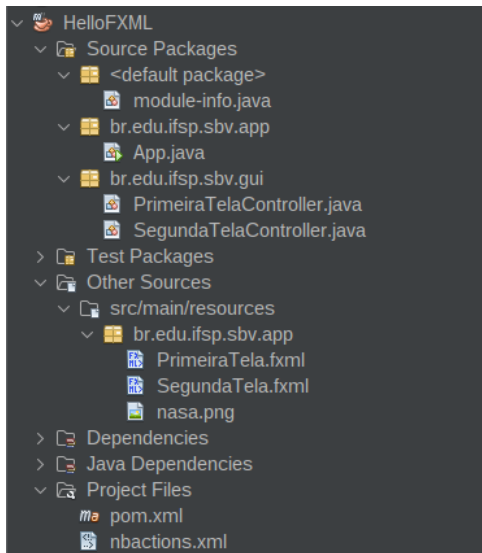 HelloFXML
Source Packages
<default package>
module-info.java
br.edu.ifsp.sbv.app
App.java
br.edu.ifsp.sbv.gui
PrimeiraTelaController.java
SegundaTelaController.java
Test Packages
Other Sources
src/main/resources
br.edu.ifsp.sbv.app
PrimeiraTela.fxml
SegundaTela.fxml
nasa.png
Dependencies
Java Dependencies
Project Files
pom.xml
nbactions.xml